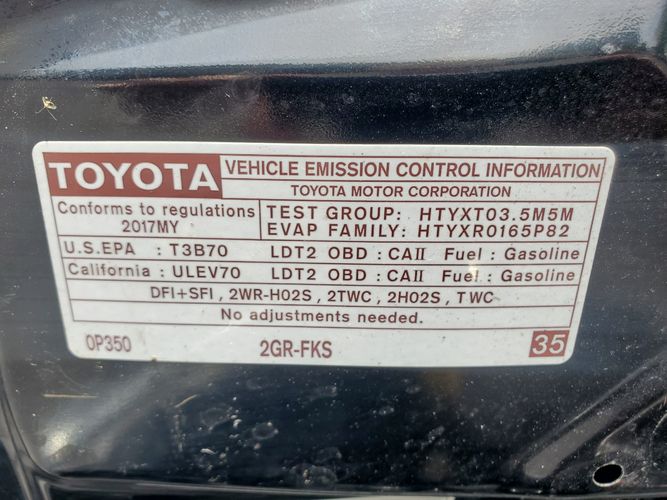 TOYOTA VEHICLE EMISSION CONTROL INFORMATION
TOYOTA MOTOR CORPORATION
Conforms to regulations
2017MY
TEST GROUP: HTYXT03.5M5M
EVAP FAMILY: HTYXR0165P82
U.S.EPA : T3B70 LDT2 OBD : CAII Fuel : Gasoline
California : ULEV70 LDT2 OBD : CAII Fuel : Gasoline
DFI+SFI, 2WR-HO2S, 2TWC, 2HO2S, TWC
No adjustments needed.
0P350 2GR-FKS 35